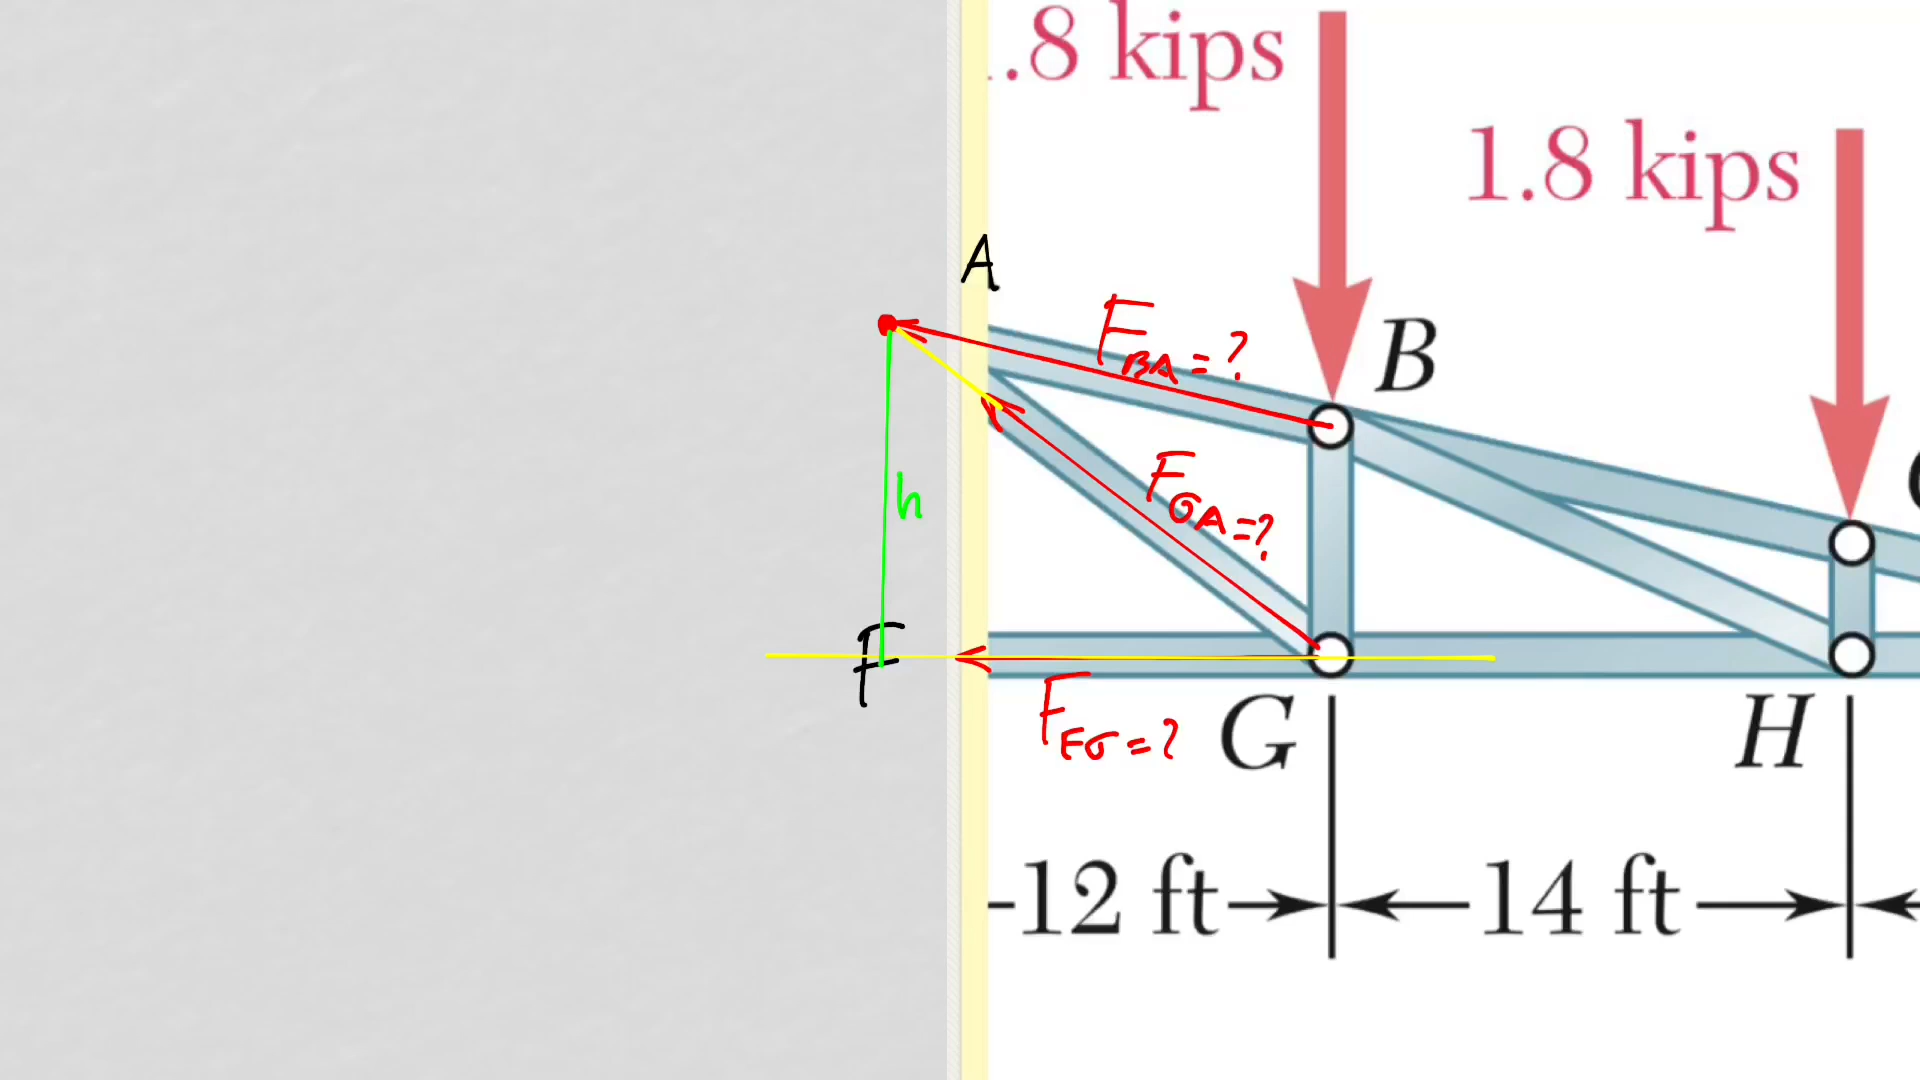 .8 kips
1.8 kips
A
B
F_BA = ?
F_GA = ?
h
F
F_FG = ?
G
H
-12 ft
14 ft